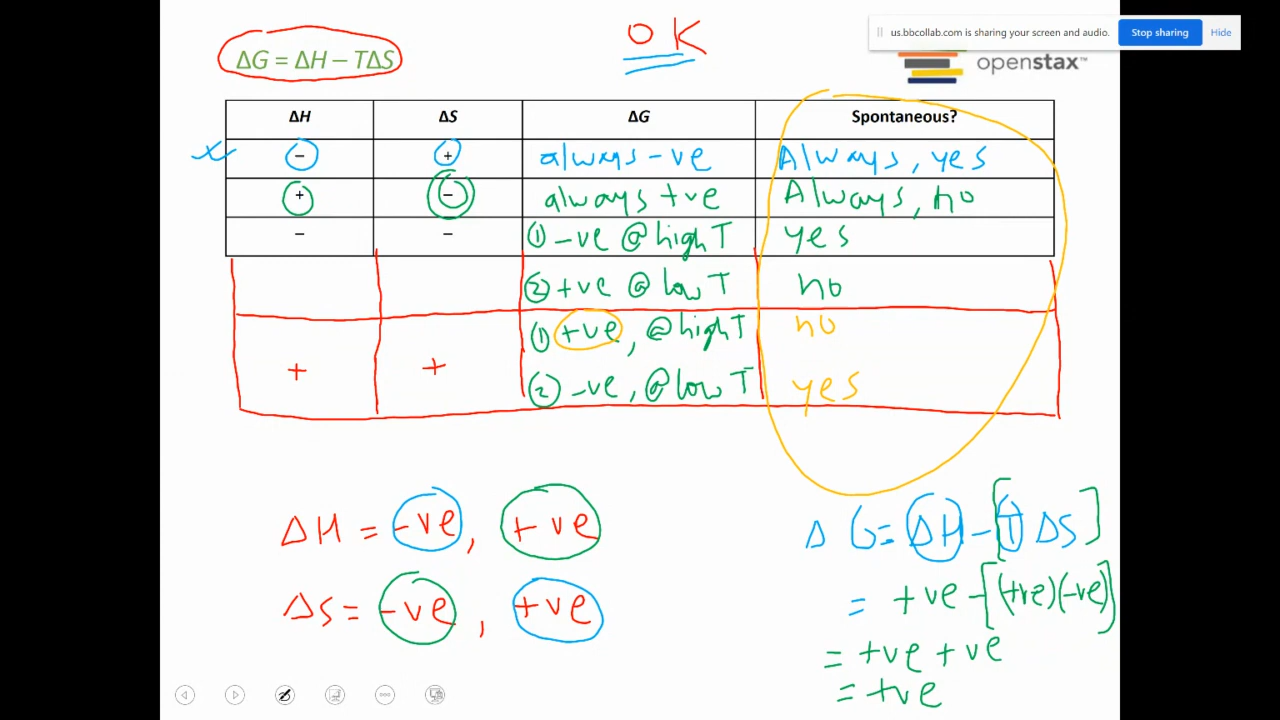 O K
us.bbcollab.com is sharing your screen and audio. Stop sharing Hide
ΔG = ΔH – TΔS
openstax™
ΔH ΔS ΔG Spontaneous?
− + always -ve Always, yes
+ − always +ve Always, no
− − ① -ve @ high T yes
② +ve @ low T no
① +ve, @ high T no
+ +
② -ve, @ low T yes
ΔH = -ve, +ve
ΔS = -ve, +ve
Δ G = ΔH - [T ΔS]
= +ve - [(+ve)(-ve)]
= +ve + ve
= +ve